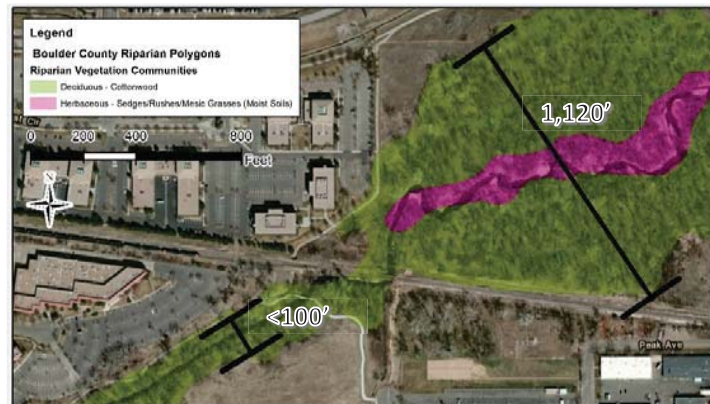 Legend
Boulder County Riparian Polygons
Riparian Vegetation Communities
Deciduous - Cottonwood
Herbaceous - Sedges/Rushes/Mesic Grasses (Moist Soils)
0 200 400 800
Feet
N
1,120’
<100’
Peak Ave